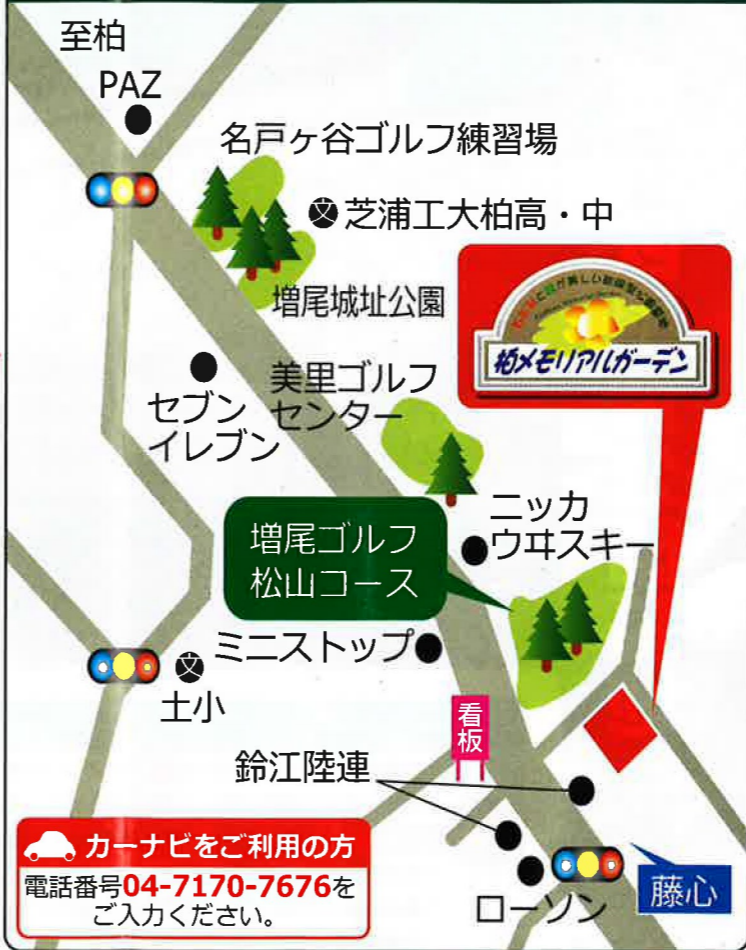 至柏
PAZ
名戸ヶ谷ゴルフ練習場
芝浦工大柏高・中
増尾城址公園
柏メモリアルガーデン
セブン
イレブン
美里ゴルフ
センター
ニッカ
ウヰスキー
増尾ゴルフ
松山コース
ミニストップ
土小
看板
鈴江陸連
カーナビをご利用の方
電話番号04-7170-7676を
ご入力ください。
ローソン
藤心